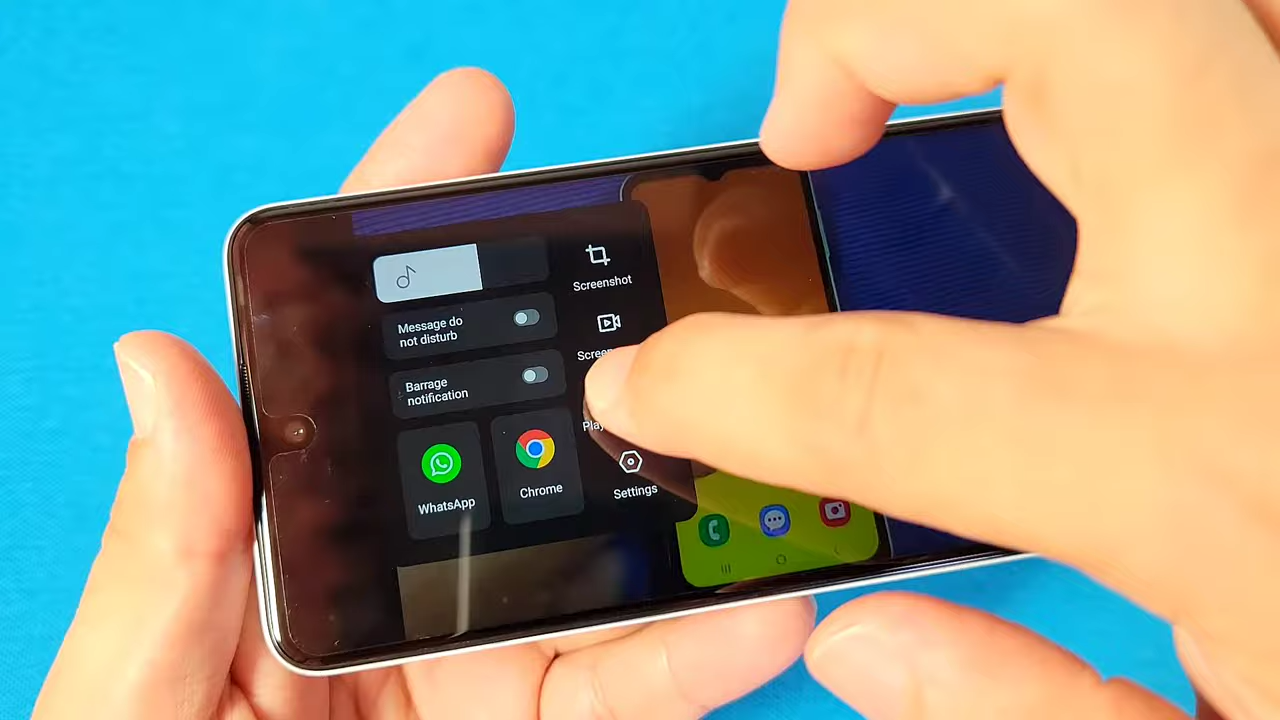 Message do
not disturb
Barrage
notification
WhatsApp
Chrome
Screenshot
Settings